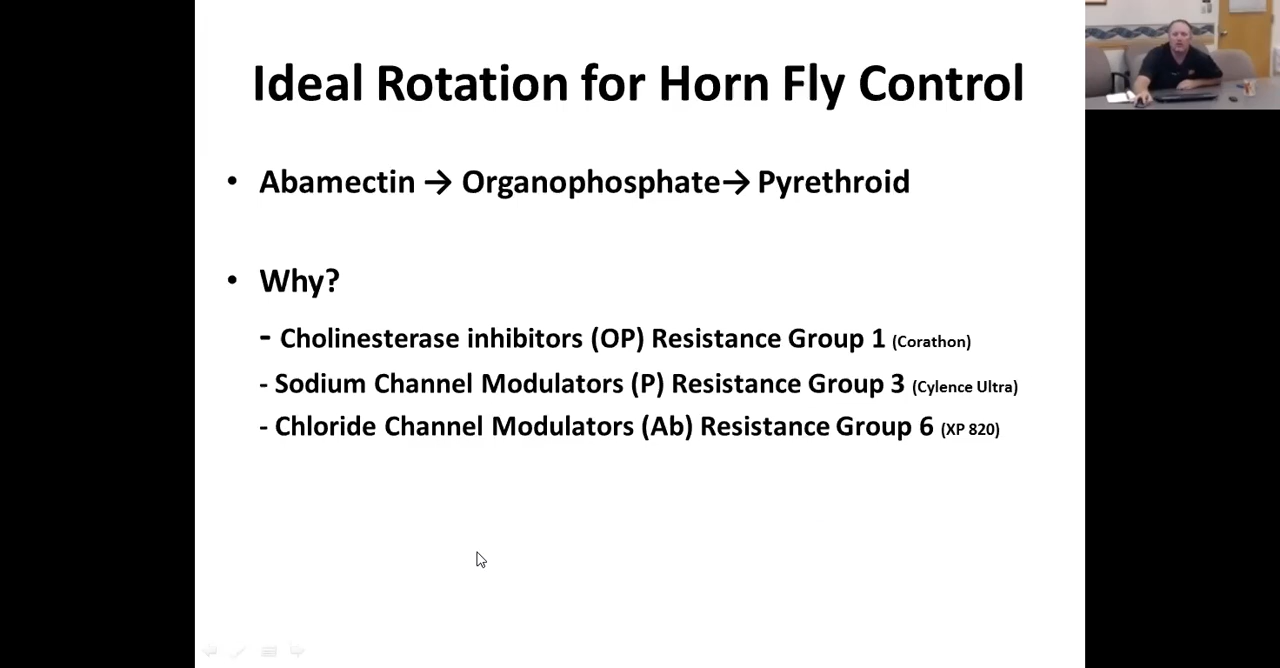 Ideal Rotation for Horn Fly Control
• Abamectin → Organophosphate→ Pyrethroid
• Why?
- Cholinesterase inhibitors (OP) Resistance Group 1 (Corathon)
- Sodium Channel Modulators (P) Resistance Group 3 (Cylence Ultra)
- Chloride Channel Modulators (Ab) Resistance Group 6 (XP 820)